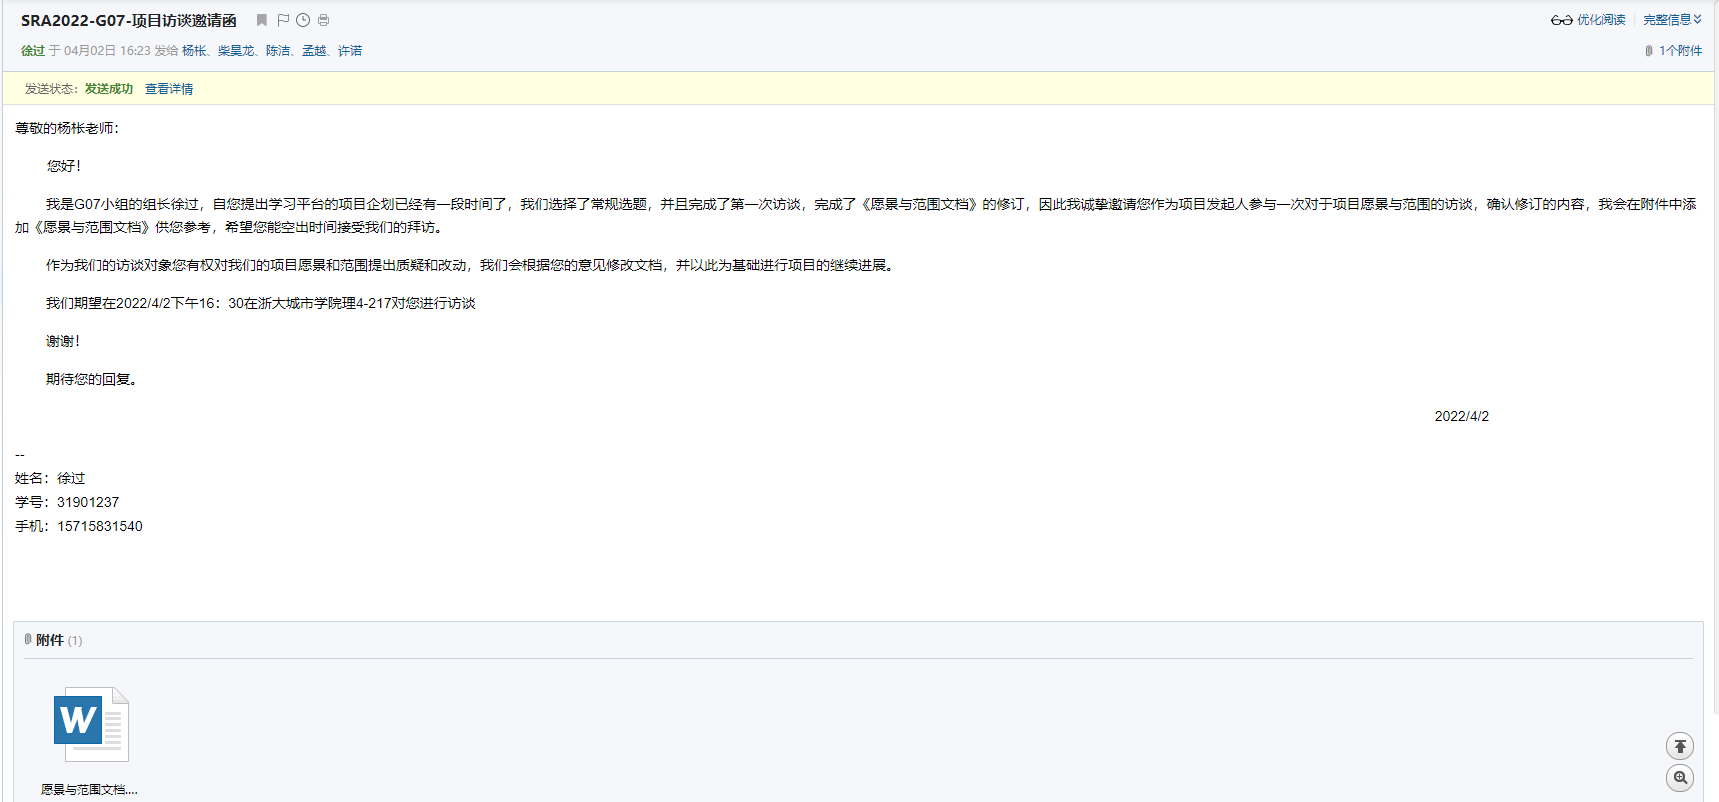 SRA2022-G07-项目访谈邀请函
优化阅读 完整信息
徐过 于 04月02日 16:23 发给 杨枨、柴昊龙、陈洁、孟越、许诺
1个附件
发送状态：发送成功 查看详情
尊敬的杨枨老师：
您好！
我是G07小组的组长徐过，自您提出学习平台的项目企划已经有一段时间了，我们选择了常规选题，并且完成了第一次访谈，完成了《愿景与范围文档》的修订，因此我诚挚邀请您作为项目发起人参与一次对于项目愿景与范围的访谈，确认修订的内容，我会在附件中添
加《愿景与范围文档》供您参考，希望您能空出时间接受我们的拜访。
作为我们的访谈对象您有权对我们的项目愿景和范围提出质疑和改动，我们会根据您的意见修改文档，并以此为基础进行项目的继续进展。
我们期望在2022/4/2下午16：30在浙大城市学院理4-217对您进行访谈
谢谢！
期待您的回复。
2022/4/2
--
姓名：徐过
学号：31901237
手机：15715831540
附件 (1)
W
愿景与范围文档....